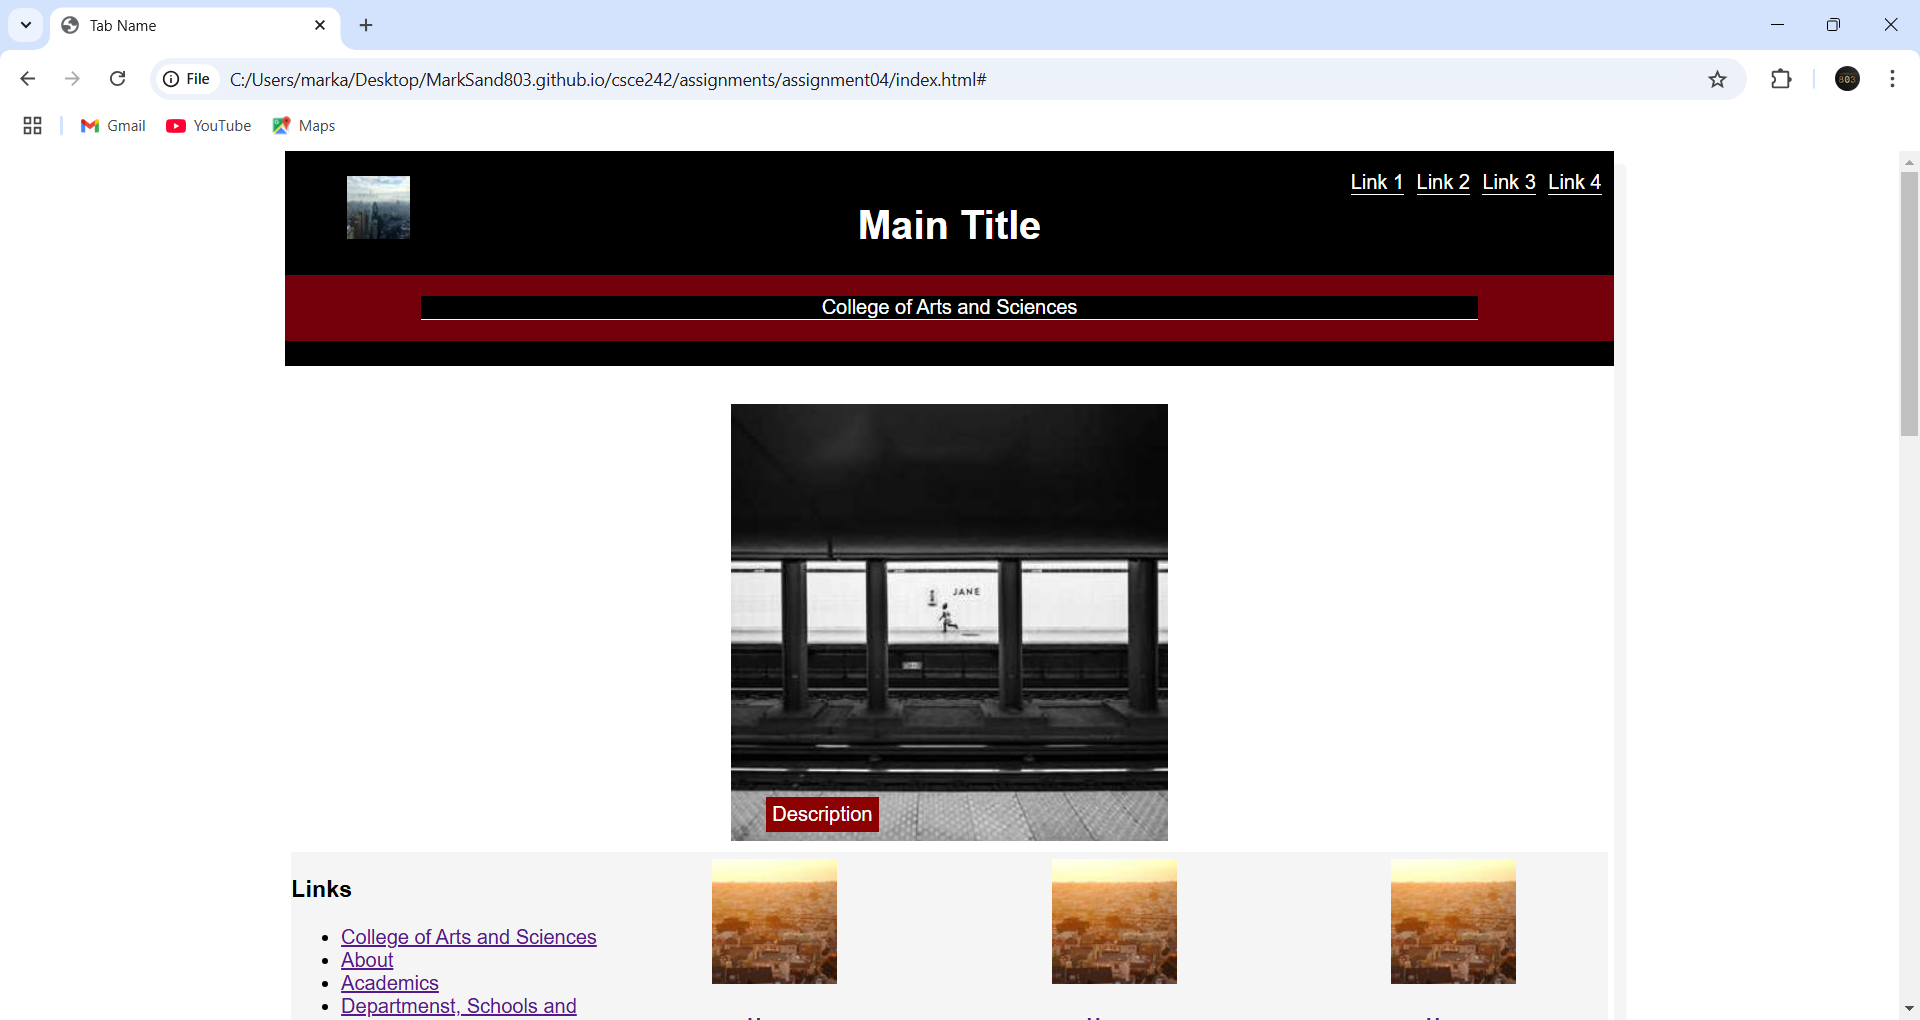 Tab Name
File
C:/Users/marka/Desktop/MarkSand803.github.io/csce242/assignments/assignment04/index.html#
803
Gmail YouTube Maps
Link 1 Link 2 Link 3 Link 4
Main Title
College of Arts and Sciences
JANE
Description
Links
College of Arts and Sciences
About
Academics
Departmenst, Schools and